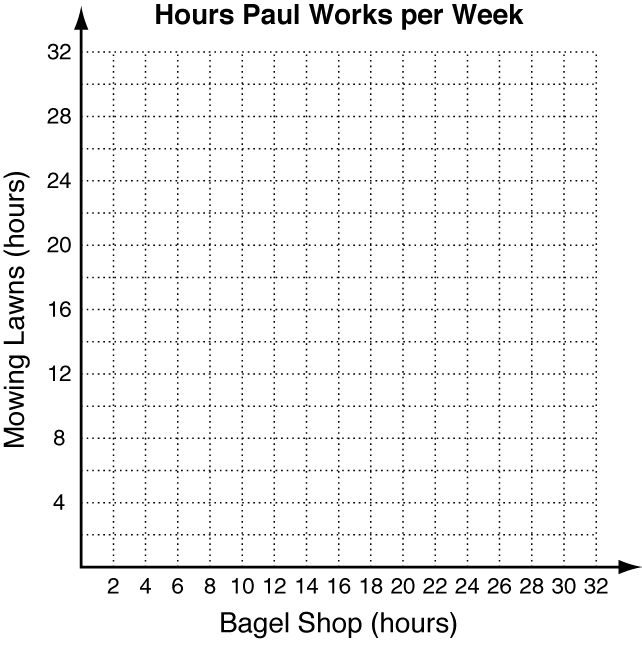 Hours Paul Works per Week
Mowing Lawns (hours)
32
28
24
20
16
12
8
4
2 4 6 8 10 12 14 16 18 20 22 24 26 28 30 32
Bagel Shop (hours)